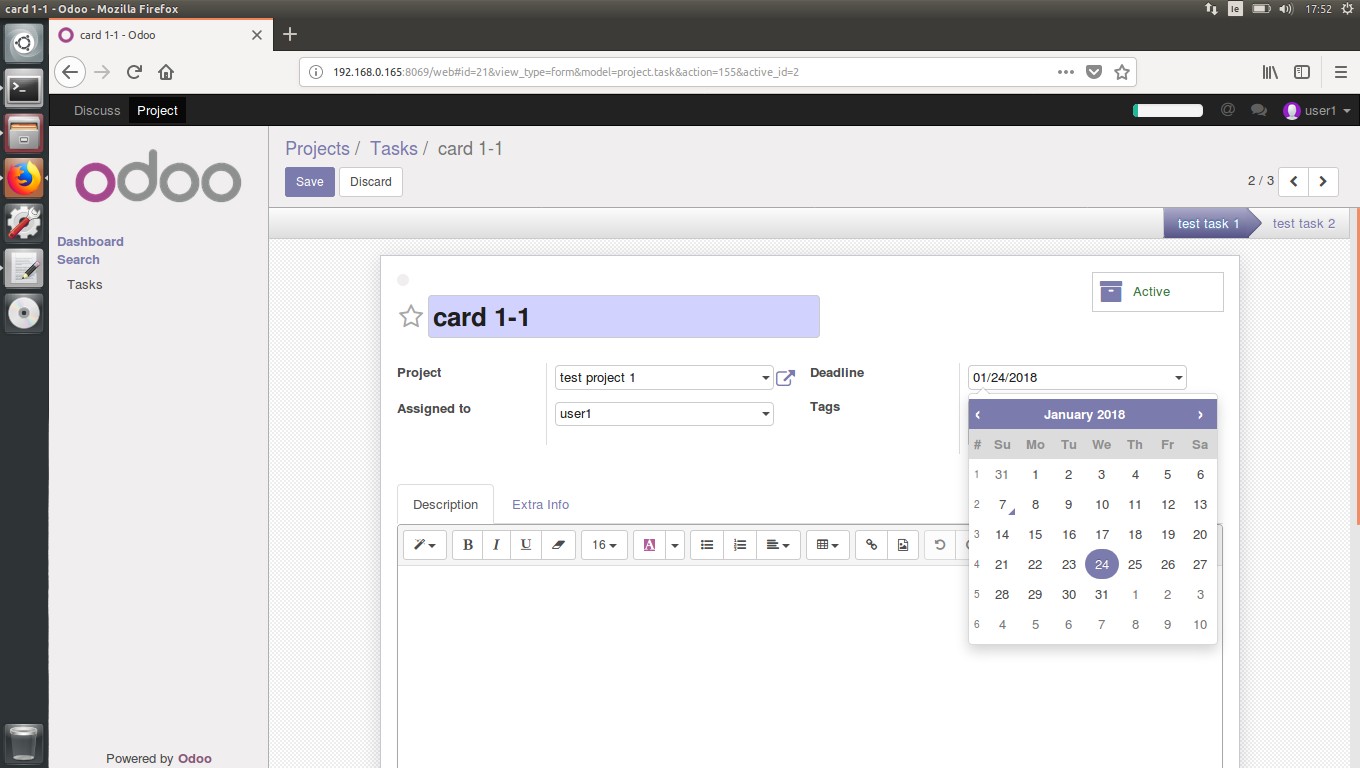 card 1-1 - Odoo - Mozilla Firefox
Ie
17:52
card 1-1 - Odoo
192.168.0.165:8069/web#id=21&view_type=form&model=project.task&action=155&active_id=2
Discuss Project
@ user1
odoo
Dashboard
Search
Tasks
Powered by Odoo
Projects / Tasks / card 1-1
Save Discard
2 / 3
test task 1 test task 2
Active
card 1-1
Project test project 1
Assigned to user1
Deadline 01/24/2018
Tags
January 2018
# Su Mo Tu We Th Fr Sa
1 31 1 2 3 4 5 6
2 7 8 9 10 11 12 13
3 14 15 16 17 18 19 20
4 21 22 23 24 25 26 27
5 28 29 30 31 1 2 3
6 4 5 6 7 8 9 10
Description Extra Info
B I U 16 A